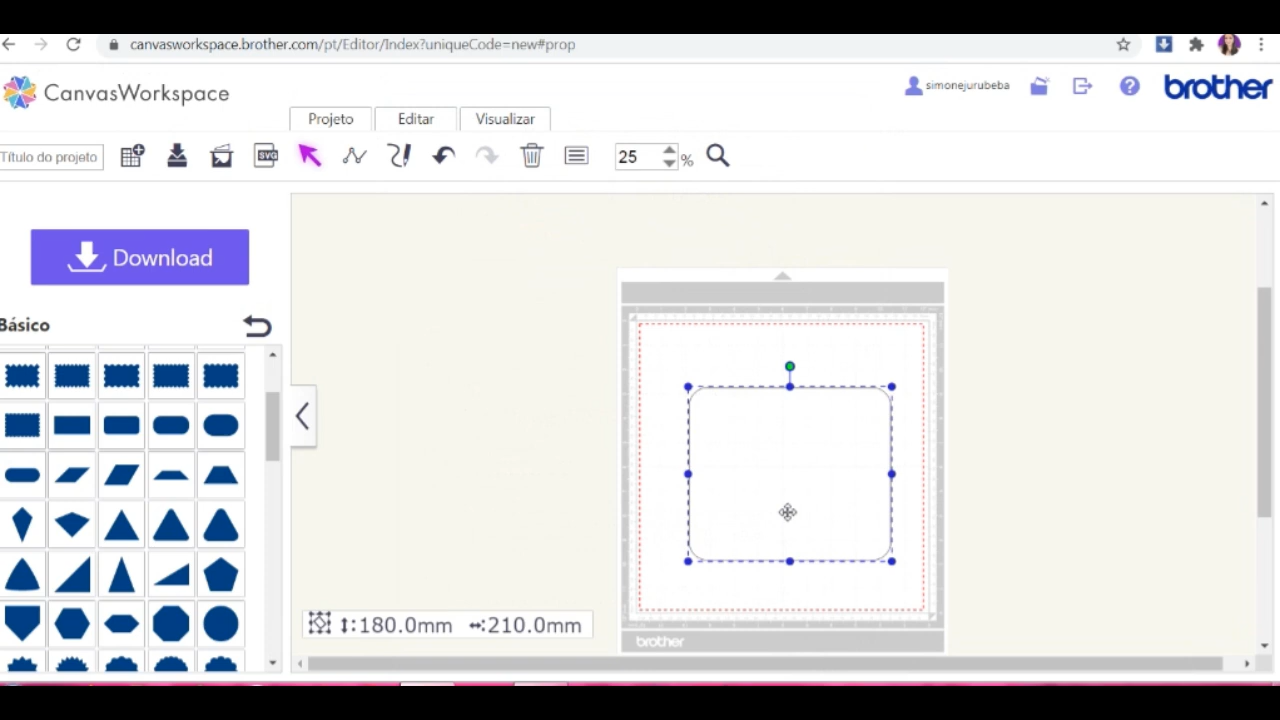 canvasworkspace.brother.com/pt/Editor/Index?uniqueCode=new#prop
CanvasWorkspace
simonejurubeba
brother
Projeto
Editar
Visualizar
Título do projeto
SVG
25
%
Download
Básico
↕:180.0mm ↔:210.0mm
brother